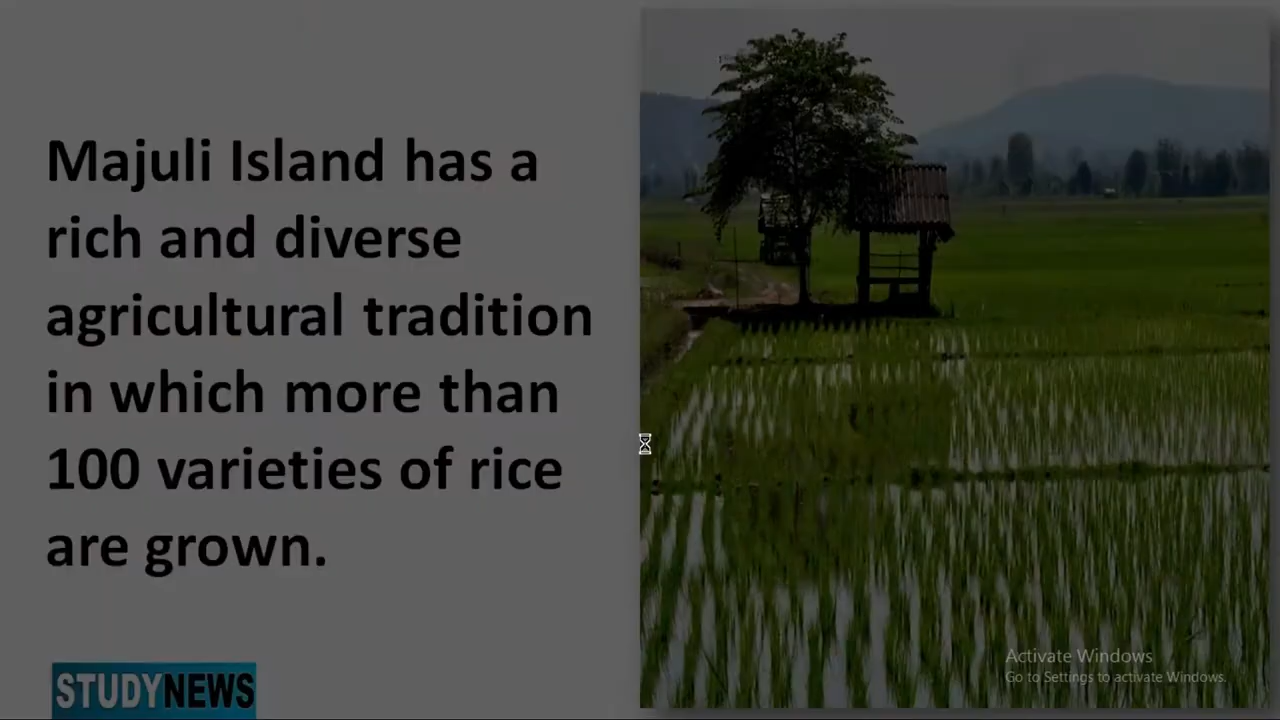 Majuli Island has a
rich and diverse
agricultural tradition
in which more than
100 varieties of rice
are grown.
STUDYNEWS
Activate Windows
Go to Settings to activate Windows.